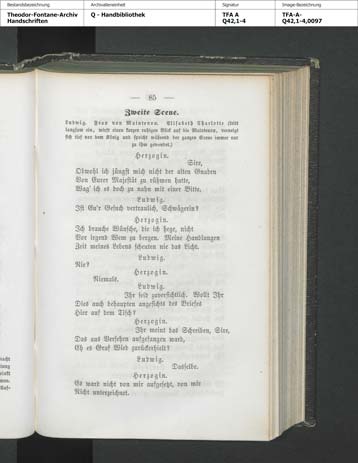 Bestandsbezeichnung
Archivalieneinheit
Signatur
Image-Bezeichnung
Theodor-Fontane-Archiv
Handschriften
Q - Handbibliothek
TFA A
Q42,1-4
TFA-A-
Q42,1-4,0097
— 85 —
Zweite Scene.
Ludwig. Frau von Maintenon. Elisabeth Charlotte (tritt
langsam ein, wirft einen kurzen ruhigen Blick auf die Maintenon, verneigt
sich tief vor dem König und spricht während der ganzen Scene immer nur
zu ihm gewendet.)
Herzogin.
Sire,
Obwohl ich jüngst mich nicht der alten Gnaden
Von Eurer Majestät zu rühmen hatte,
Wag' ich es doch zu nahn mit einer Bitte.
Ludwig.
Ist Eu'r Gesuch vertraulich, Schwägerin?
Herzogin.
Ich brauche Wünsche, die ich hege, nicht
Vor irgend Wem zu bergen. Meine Handlungen
Zeit meines Lebens scheuten nie das Licht.
Ludwig.
Nie?
Herzogin.
Niemals.
Ludwig.
Ihr seid zuversichtlich. Wollt Ihr
Dies auch behaupten angesichts des Briefes
Hier auf dem Tisch?
Herzogin.
Ihr meint das Schreiben, Sire,
Das aus Versehen aufgefangen ward,
Eh es Graf Wied zurückerhielt?
Ludwig.
Dasselbe.
Herzogin.
Es ward nicht von mir aufgesetzt, von mir
Nicht unterzeichnet.